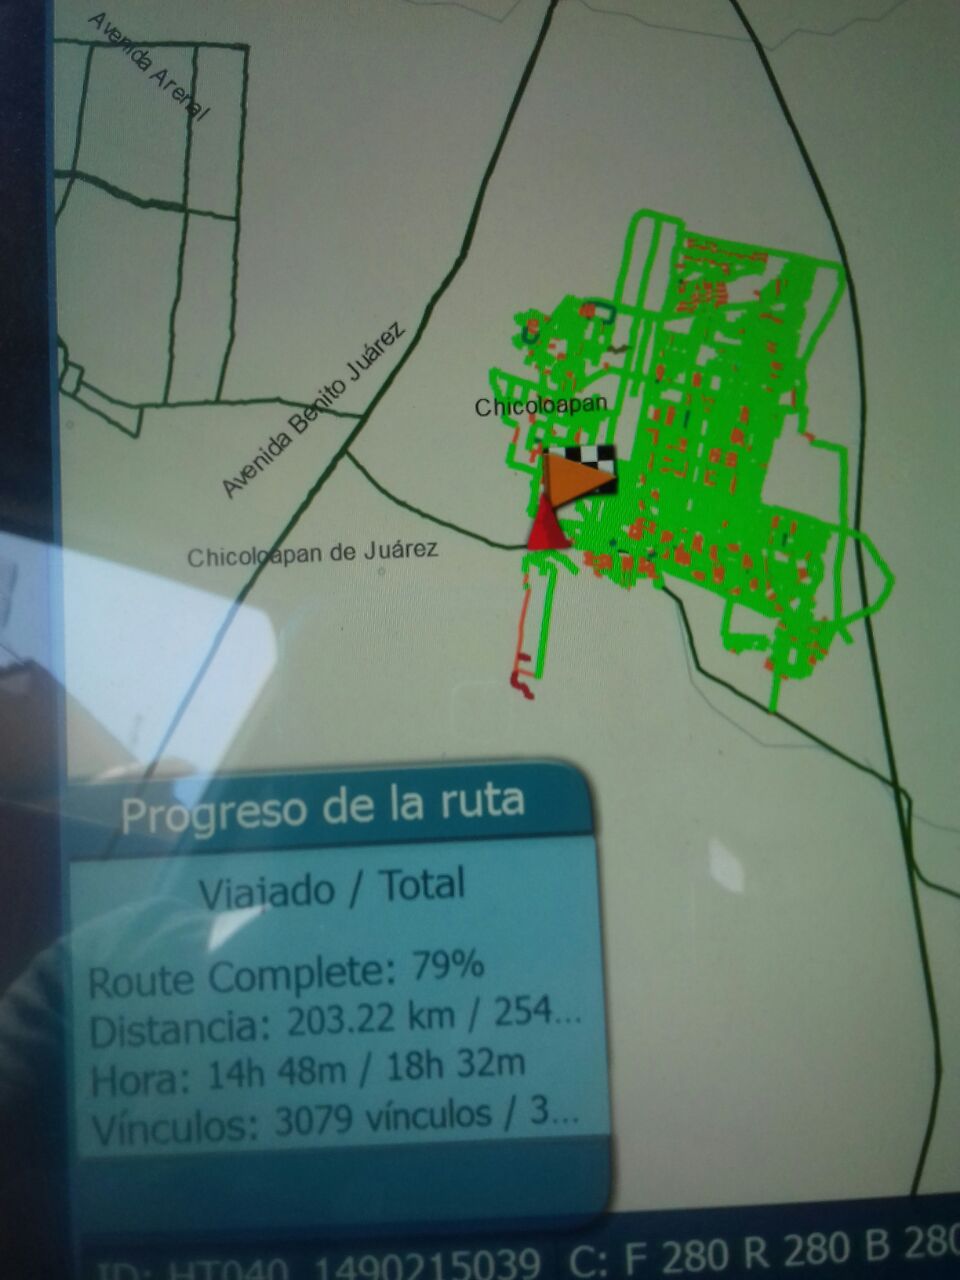 Avenida Arenal
Avenida Benito Juárez
Chicoloapan
Chicoloapan de Juárez
Progreso de la ruta
Viajado / Total
Route Complete: 79%
Distancia: 203.22 km / 254...
Hora: 14h 48m / 18h 32m
Vínculos: 3079 vínculos / 3...
ID: HT040_1490215039 C: F 280 R 280 B 280